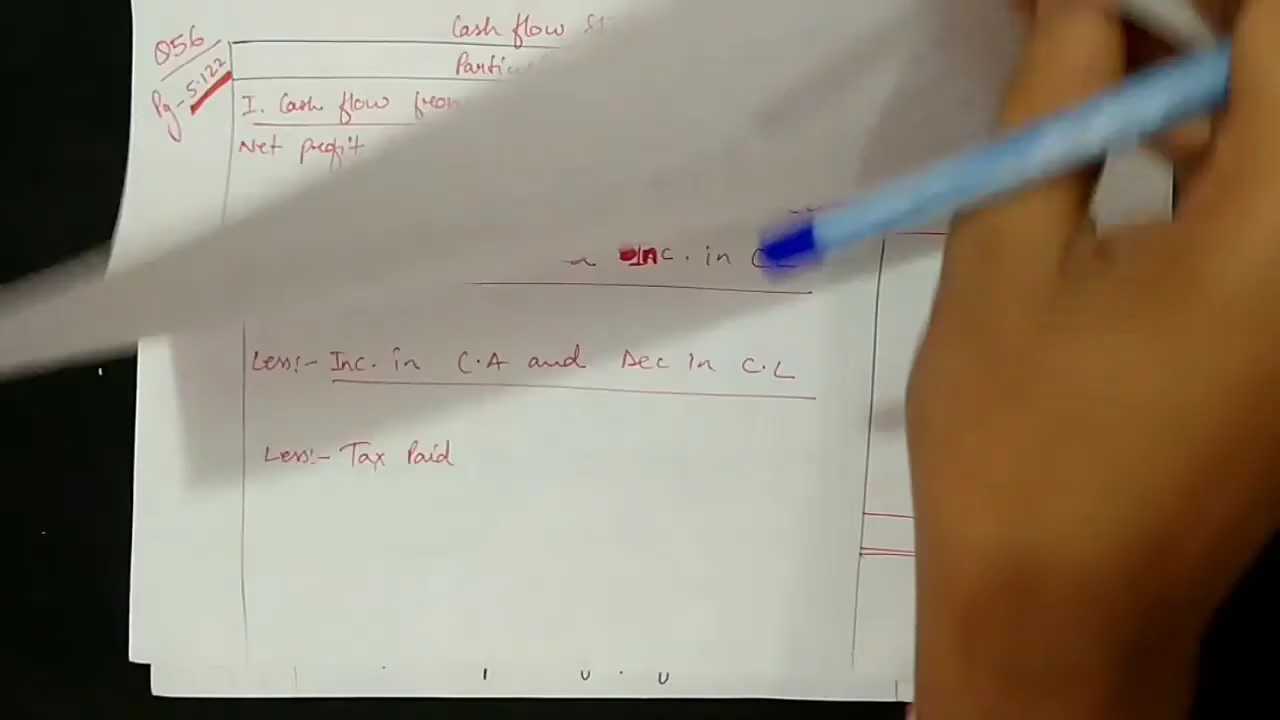 Q56
Pg-5.122
Cash flow
I. Cash flow from
Net profit
Inc. in CL
Less:- Inc. in C.A and Dec in C.L
Less:- Tax Paid